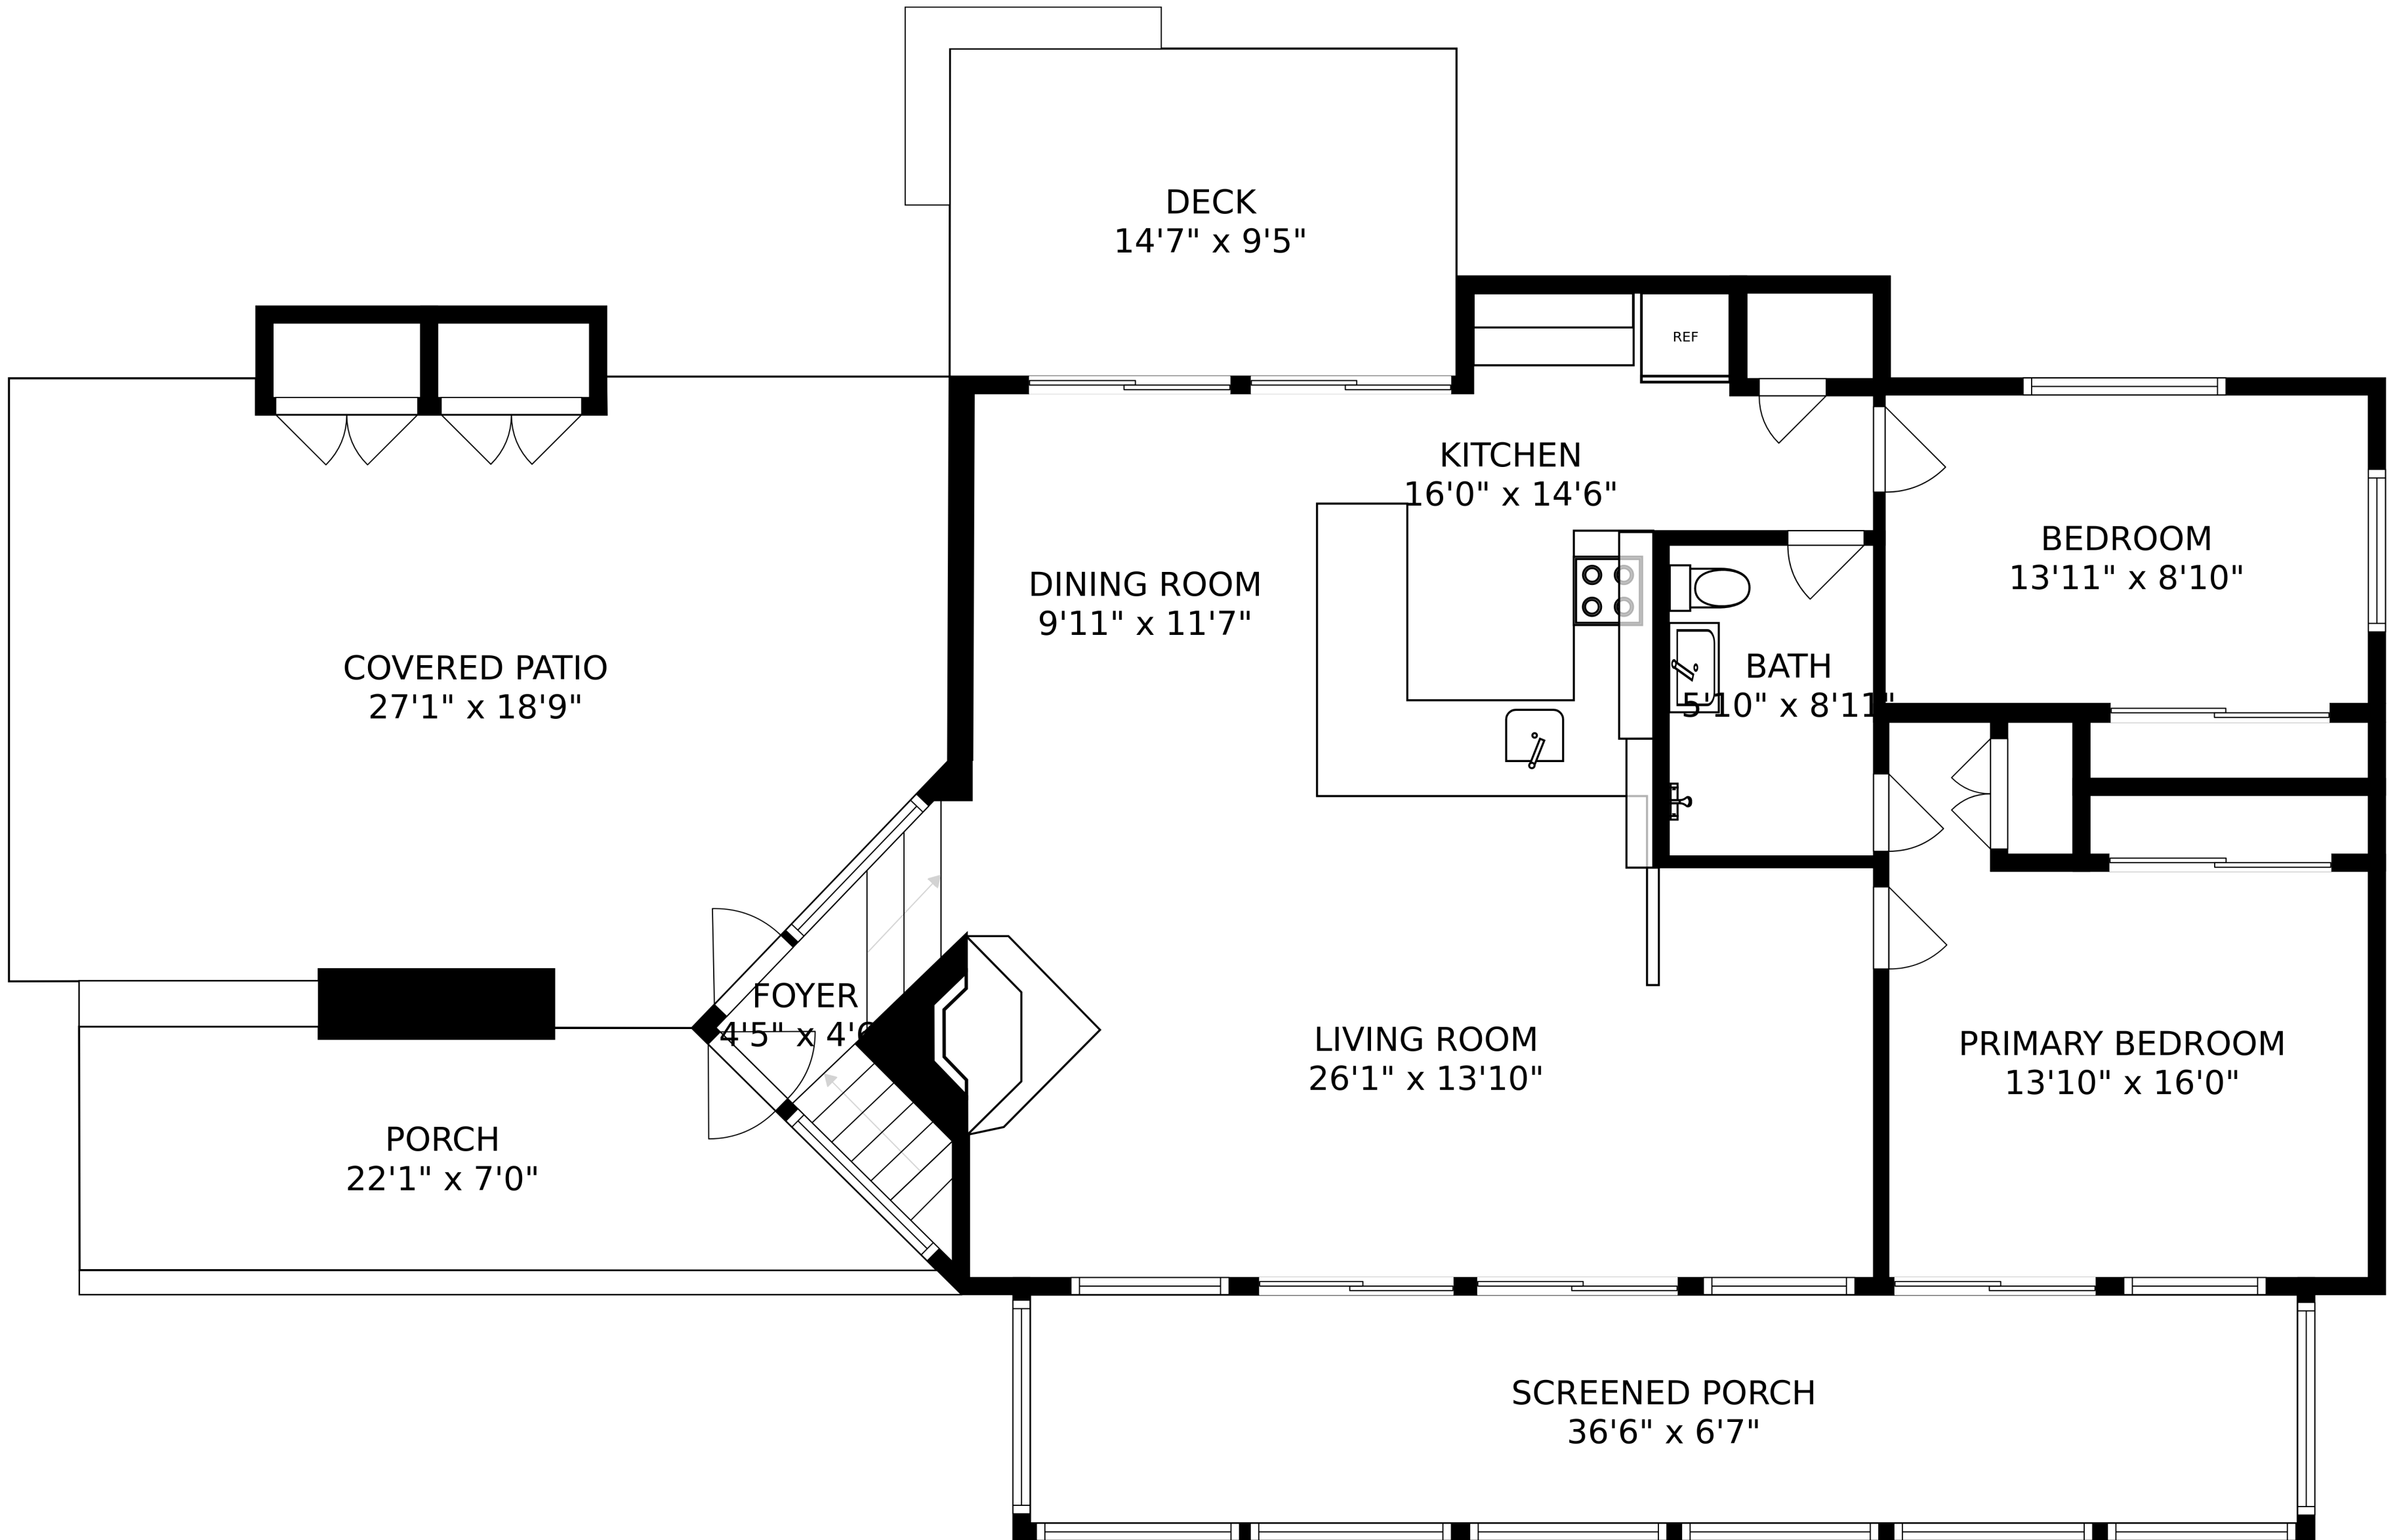 DECK
14'7" x 9'5"
REF
KITCHEN
16'0" x 14'6"
BEDROOM
13'11" x 8'10"
DINING ROOM
9'11" x 11'7"
COVERED PATIO
27'1" x 18'9"
BATH
5'10" x 8'11"
FOYER
4'5" x
LIVING ROOM
26'1" x 13'10"
PRIMARY BEDROOM
13'10" x 16'0"
PORCH
22'1" x 7'0"
SCREENED PORCH
36'6" x 6'7"